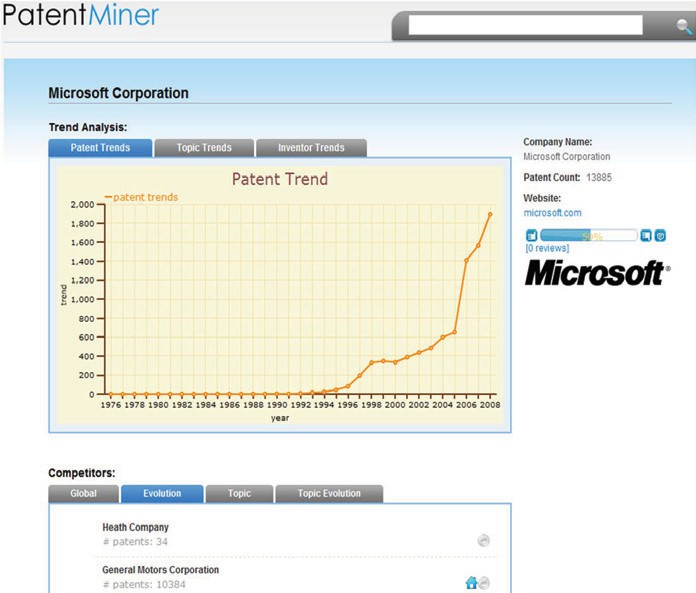 PatentMiner
Microsoft Corporation
Trend Analysis:
Patent Trends
Topic Trends
Inventor Trends
Patent Trend
patent trends
2,000
1,800
1,600
1,400
1,200
1,000
800
600
400
200
0
trend
1976 1978 1980 1982 1984 1986 1988 1990 1992 1994 1996 1998 2000 2002 2004 2006 2008
year
Company Name:
Microsoft Corporation
Patent Count: 13885
Website:
microsoft.com
50%
[0 reviews]
Microsoft®
Competitors:
Global
Evolution
Topic
Topic Evolution
Heath Company
# patents: 34
General Motors Corporation
# patents: 10384